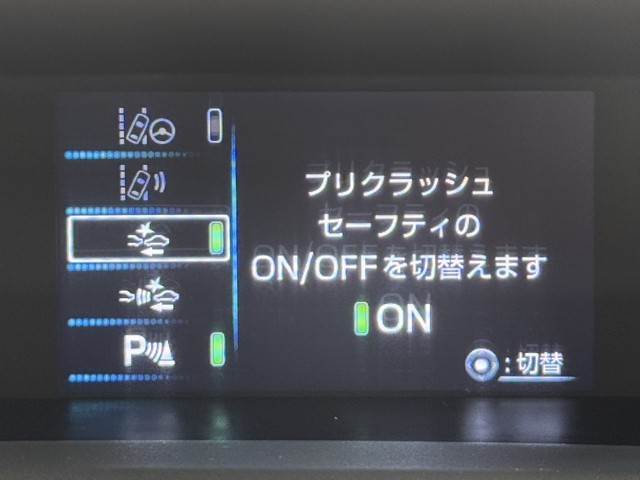 プリクラッシュ
セーフティの
ON/OFFを切替えます
ON
P
:切替